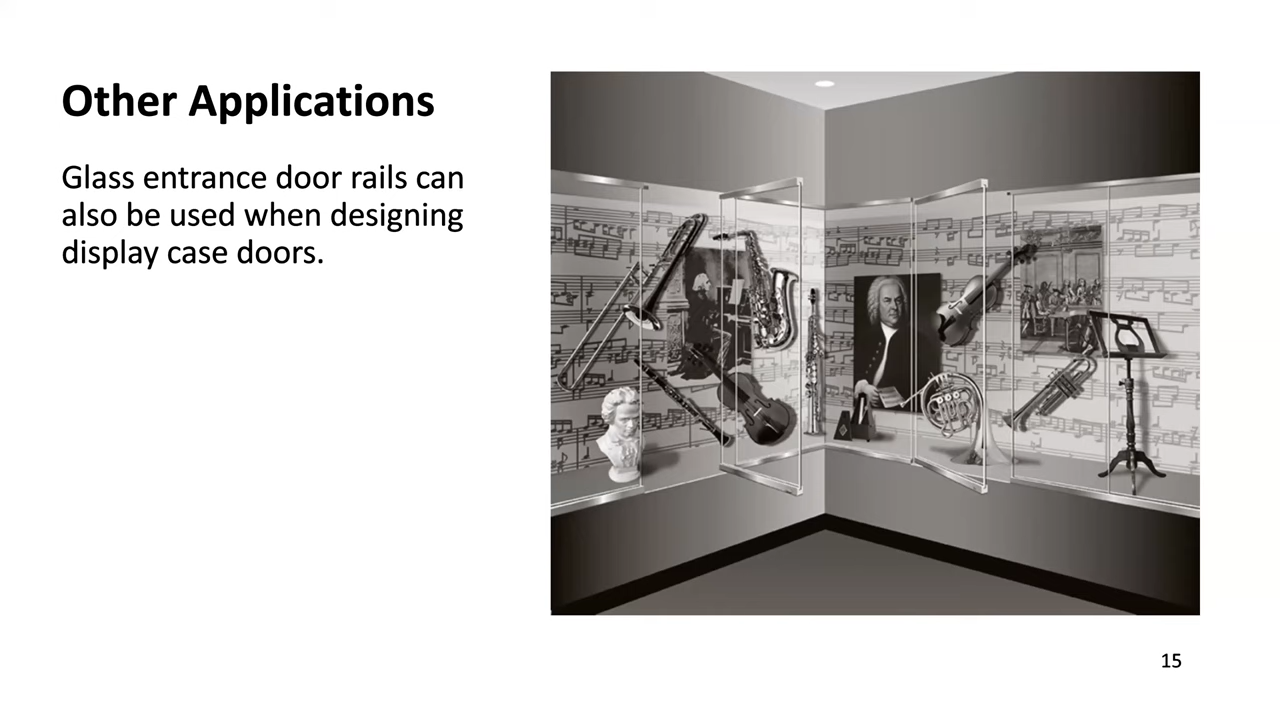 Other Applications
Glass entrance door rails can
also be used when designing
display case doors.
15